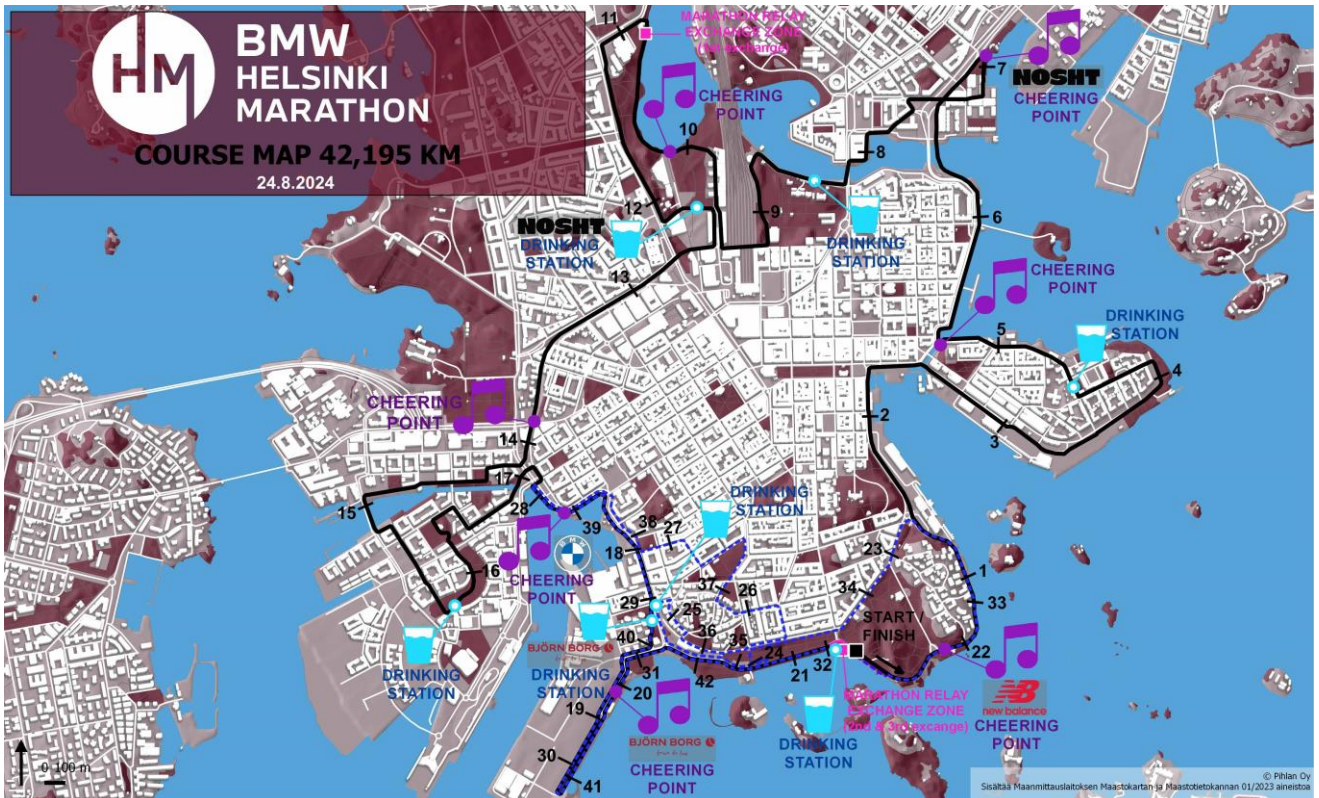 HM
BMW
HELSINKI
MARATHON
COURSE MAP 42,195 KM
24.8.2024
11
MARATHON RELAY
EXCHANGE ZONE
(1st exchange)
CHEERING
POINT
10
7
NOSHT
CHEERING
POINT
8
12
9
6
NOSHT
DRINKING
STATION
DRINKING
STATION
13
CHEERING
POINT
5
DRINKING
STATION
4
CHEERING
POINT
14
2
3
17
15
28
39
38
27
DRINKING
STATION
18
BMW
CHEERING
POINT
16
23
1
37
34
29
25
26
33
START/
FINISH
36
35
40
24
22
DRINKING
STATION
BJÖRN BORG
DRINKING
STATION
31
42
21
32
20
19
MARATHON RELAY
EXCHANGE ZONE
(2nd & 3rd excange)
new balance
CHEERING
POINT
DRINKING
STATION
30
41
BJÖRN BORG
CHEERING
POINT
0 100 m
© Pihlan Oy
Sisältää Maanmittauslaitoksen Maastokartan ja Maastotietokannan 01/2023 aineistoa